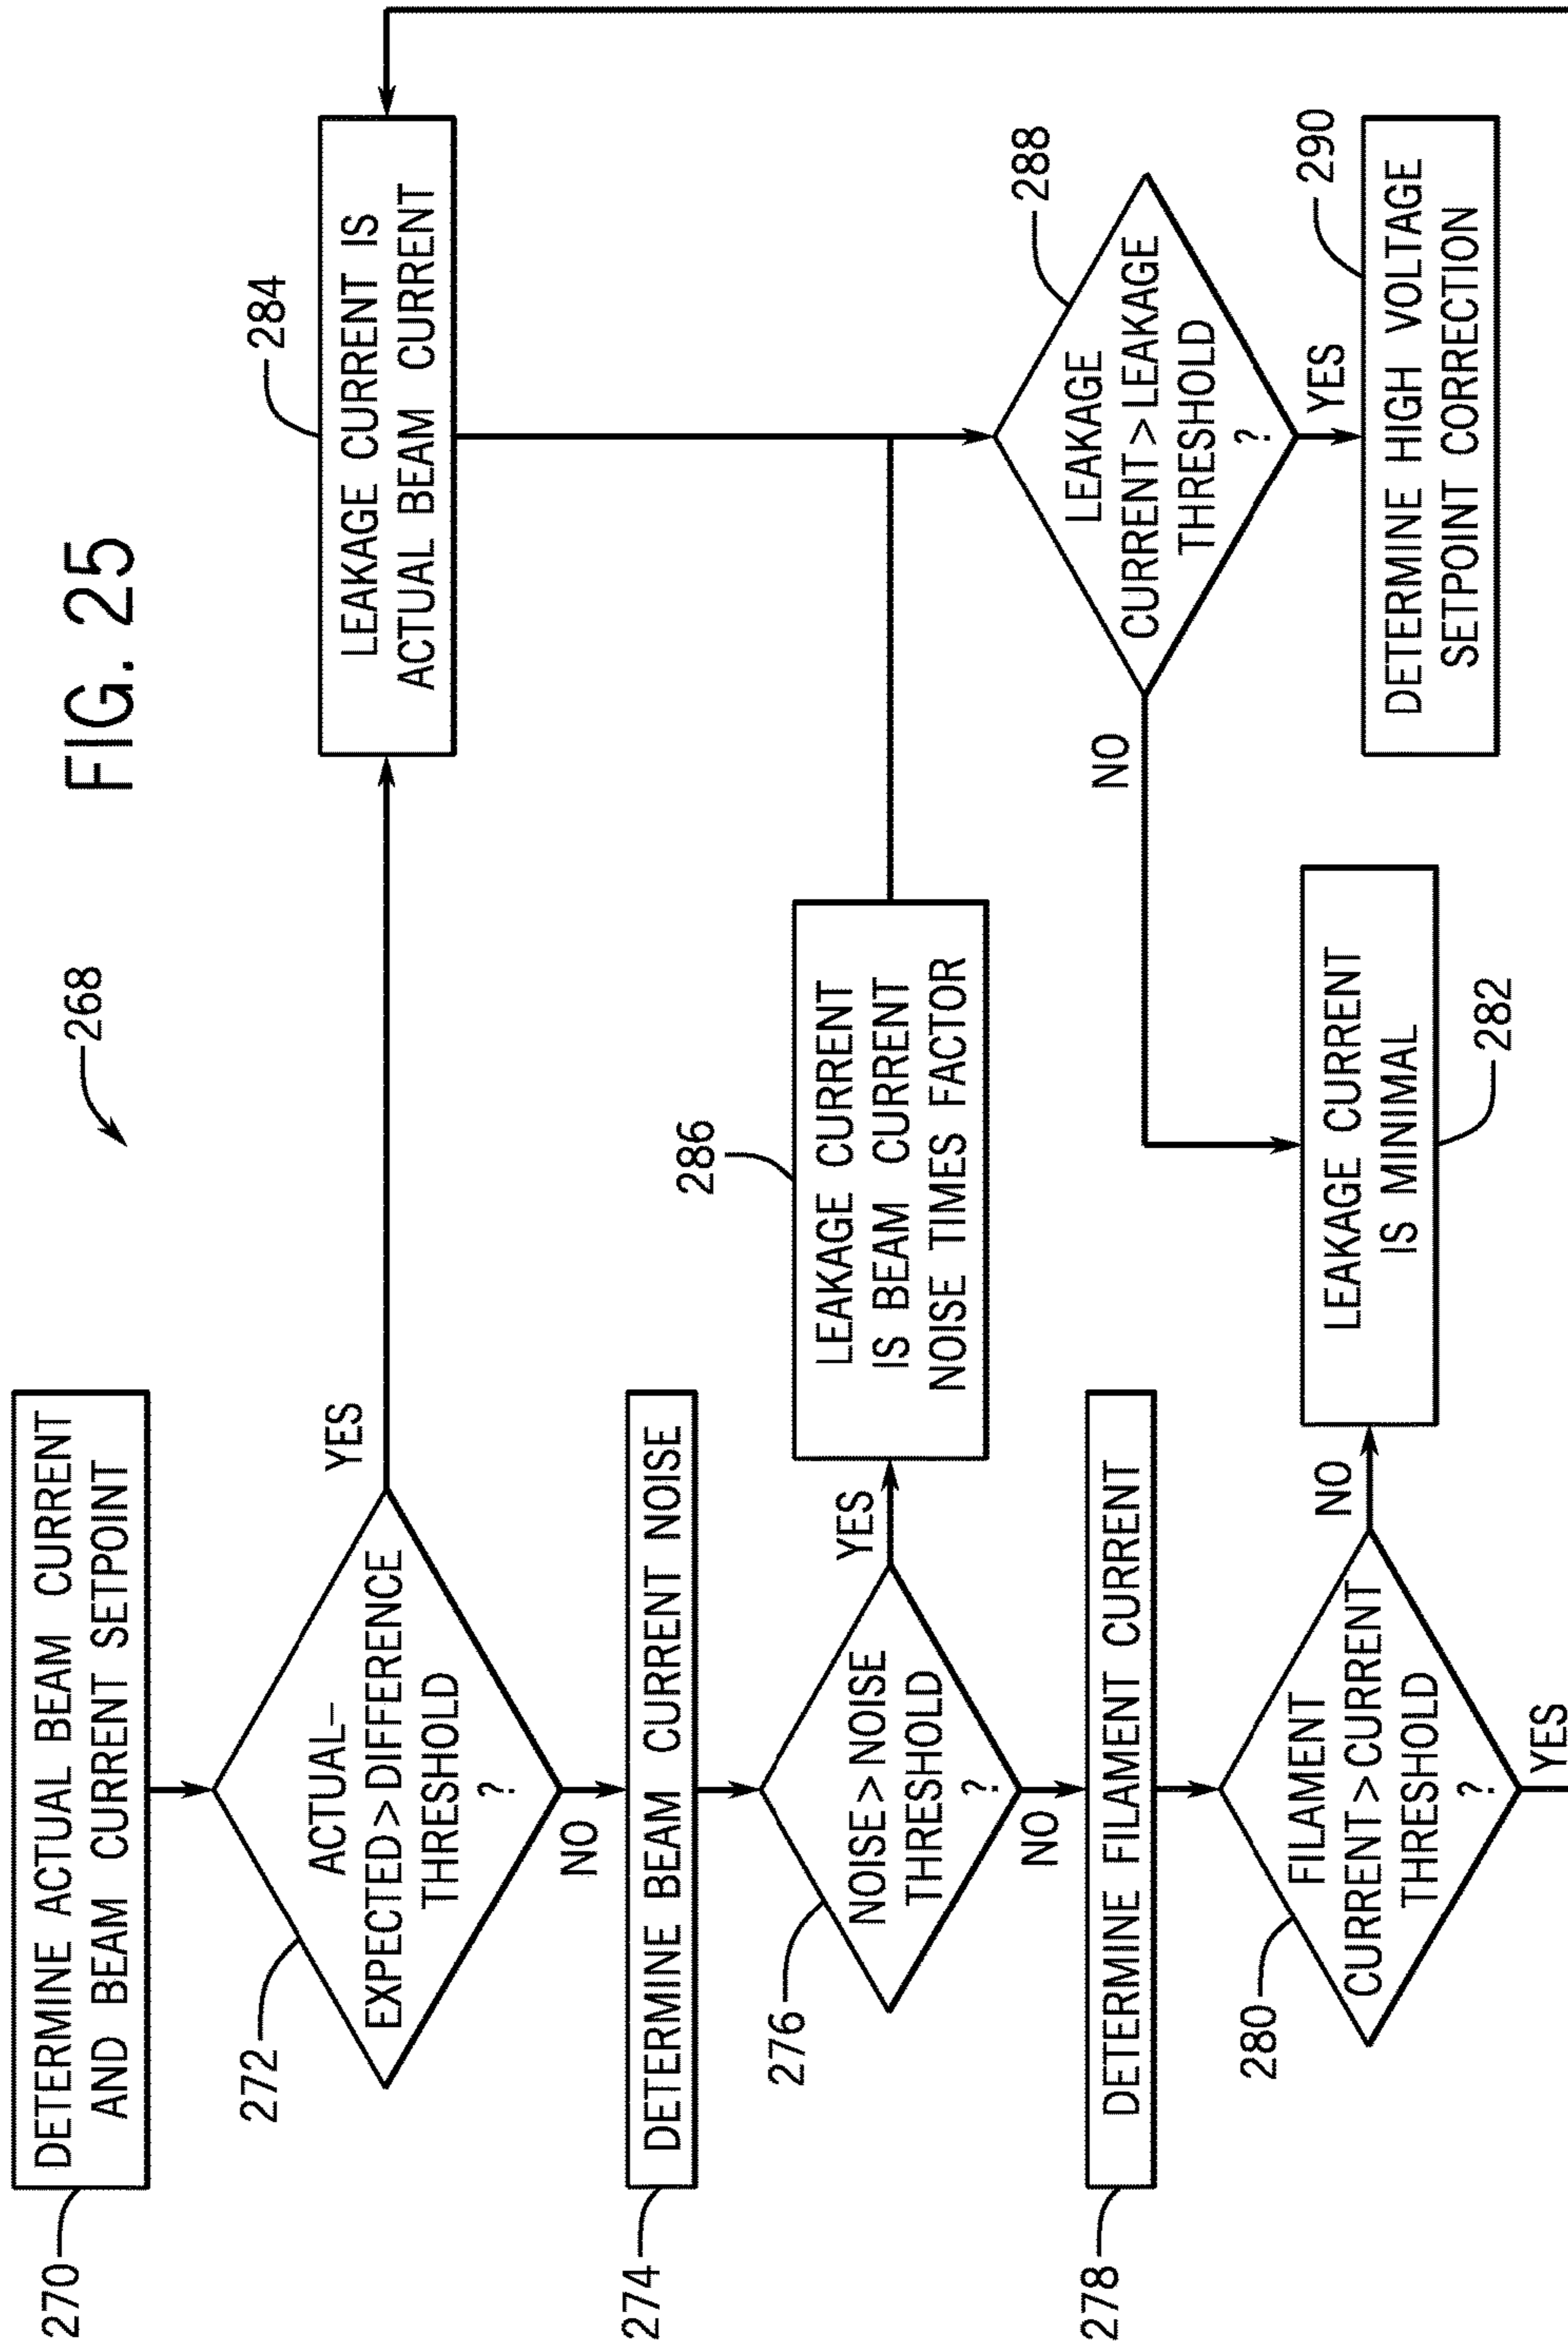 FIG. 25
268
270
DETERMINE ACTUAL BEAM CURRENT
AND BEAM CURRENT SETPOINT
272
ACTUAL–
EXPECTED > DIFFERENCE
THRESHOLD
?
YES
NO
284
LEAKAGE CURRENT IS
ACTUAL BEAM CURRENT
274
DETERMINE BEAM CURRENT NOISE
276
NOISE > NOISE
THRESHOLD
?
YES
NO
286
LEAKAGE CURRENT
IS BEAM CURRENT
NOISE TIMES FACTOR
288
LEAKAGE
CURRENT > LEAKAGE
THRESHOLD
?
NO
YES
278
DETERMINE FILAMENT CURRENT
280
FILAMENT
CURRENT > CURRENT
THRESHOLD
?
NO
YES
LEAKAGE CURRENT
IS MINIMAL
282
290
DETERMINE HIGH VOLTAGE
SETPOINT CORRECTION